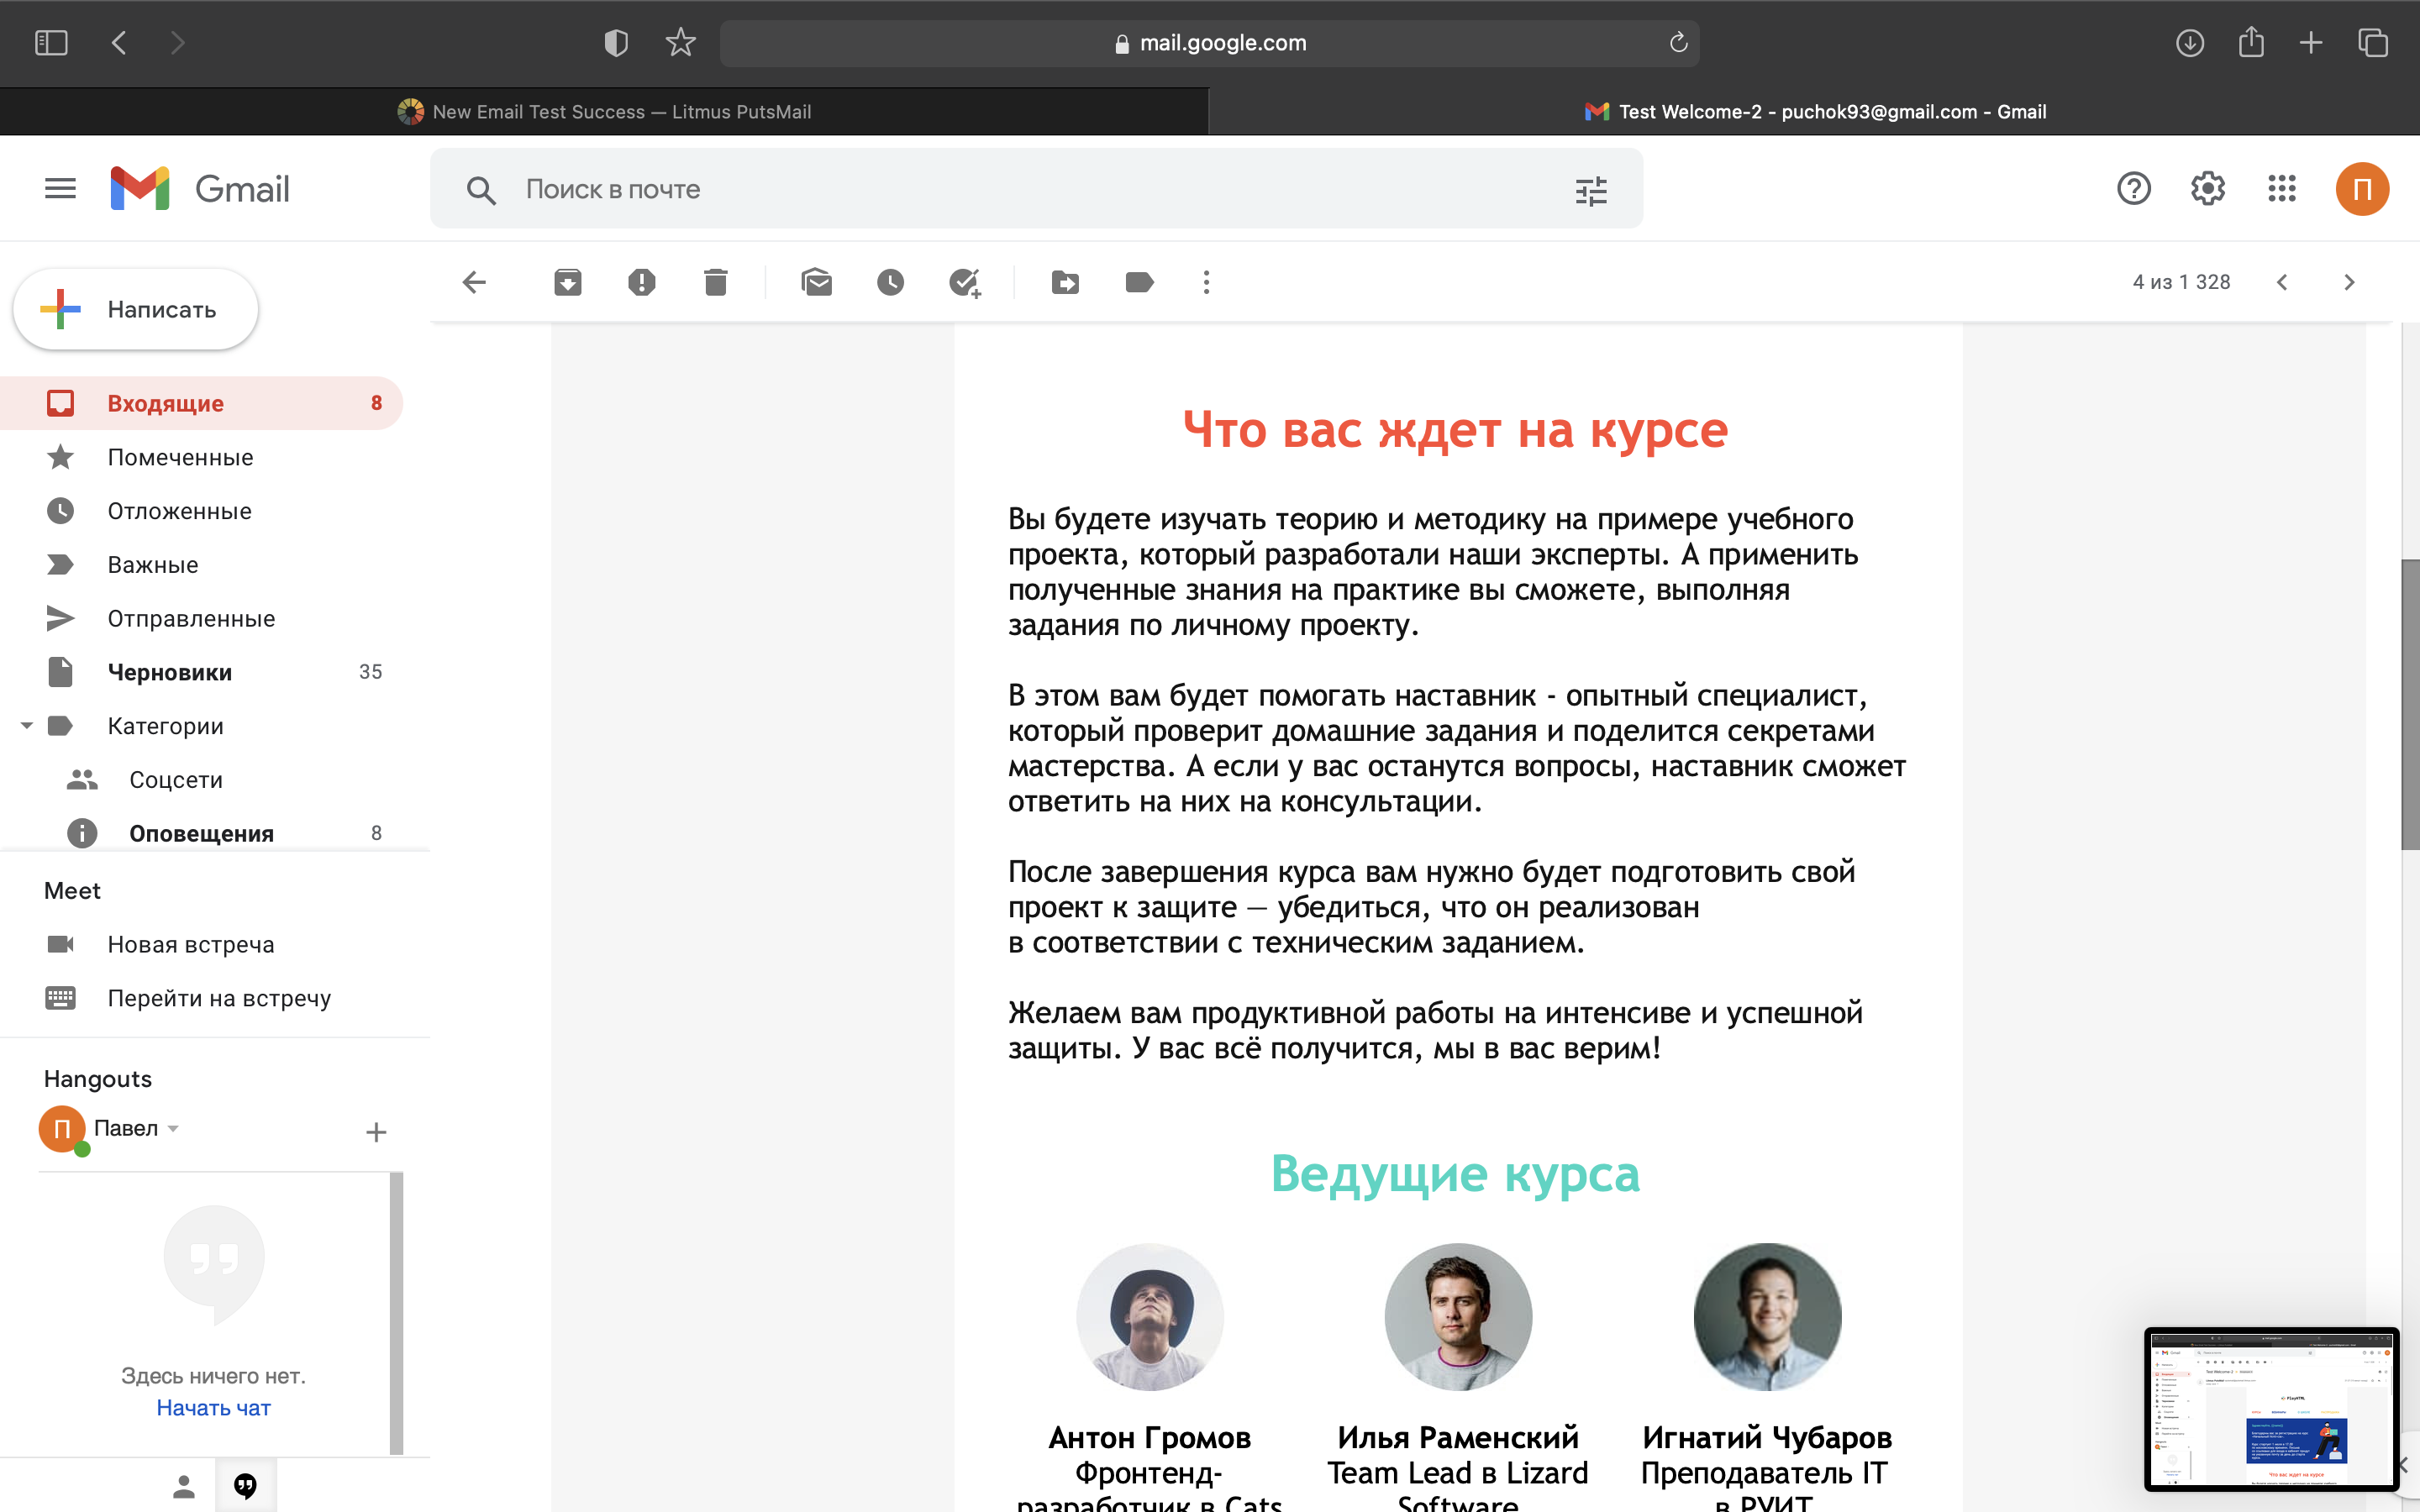 mail.google.com
New Email Test Success — Litmus PutsMail
Test Welcome-2 - puchok93@gmail.com - Gmail
Gmail
Поиск в почте
П
Написать
4 из 1 328
Входящие 8
Помеченные
Отложенные
Важные
Отправленные
Черновики 35
Категории
Соцсети
Оповещения 8
Meet
Новая встреча
Перейти на встречу
Hangouts
П Павел
Здесь ничего нет.
Начать чат
Что вас ждет на курсе
Вы будете изучать теорию и методику на примере учебного
проекта, который разработали наши эксперты. А применить
полученные знания на практике вы сможете, выполняя
задания по личному проекту.
В этом вам будет помогать наставник - опытный специалист,
который проверит домашние задания и поделится секретами
мастерства. А если у вас останутся вопросы, наставник сможет
ответить на них на консультации.
После завершения курса вам нужно будет подготовить свой
проект к защите — убедиться, что он реализован
в соответствии с техническим заданием.
Желаем вам продуктивной работы на интенсиве и успешной
защиты. У вас всё получится, мы в вас верим!
Ведущие курса
Антон Громов
Фронтенд-
разработчик в Cats
Илья Раменский
Team Lead в Lizard
Software
Игнатий Чубаров
Преподаватель IT
в РУИТ
Что вас ждет на курсе